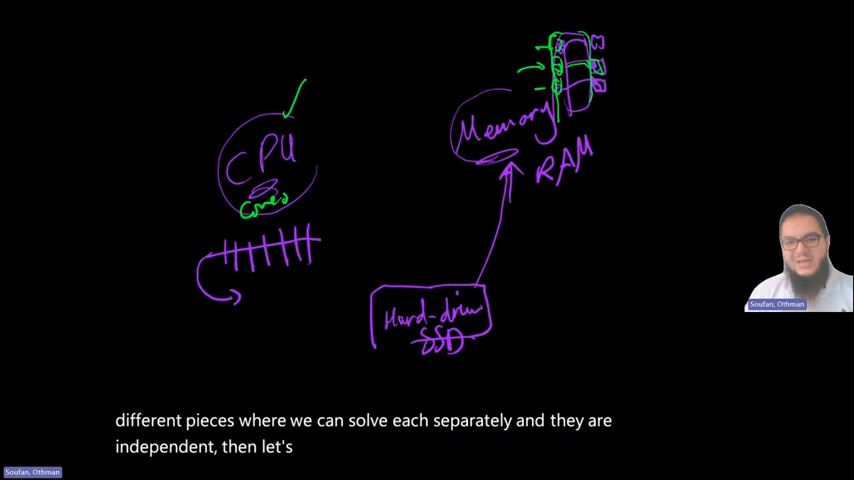 CPU
Cores
Memory
RAM
Hard-drive
SSD
Soufan, Othman
different pieces where we can solve each separately and they are
independent, then let's
Soufan, Othman